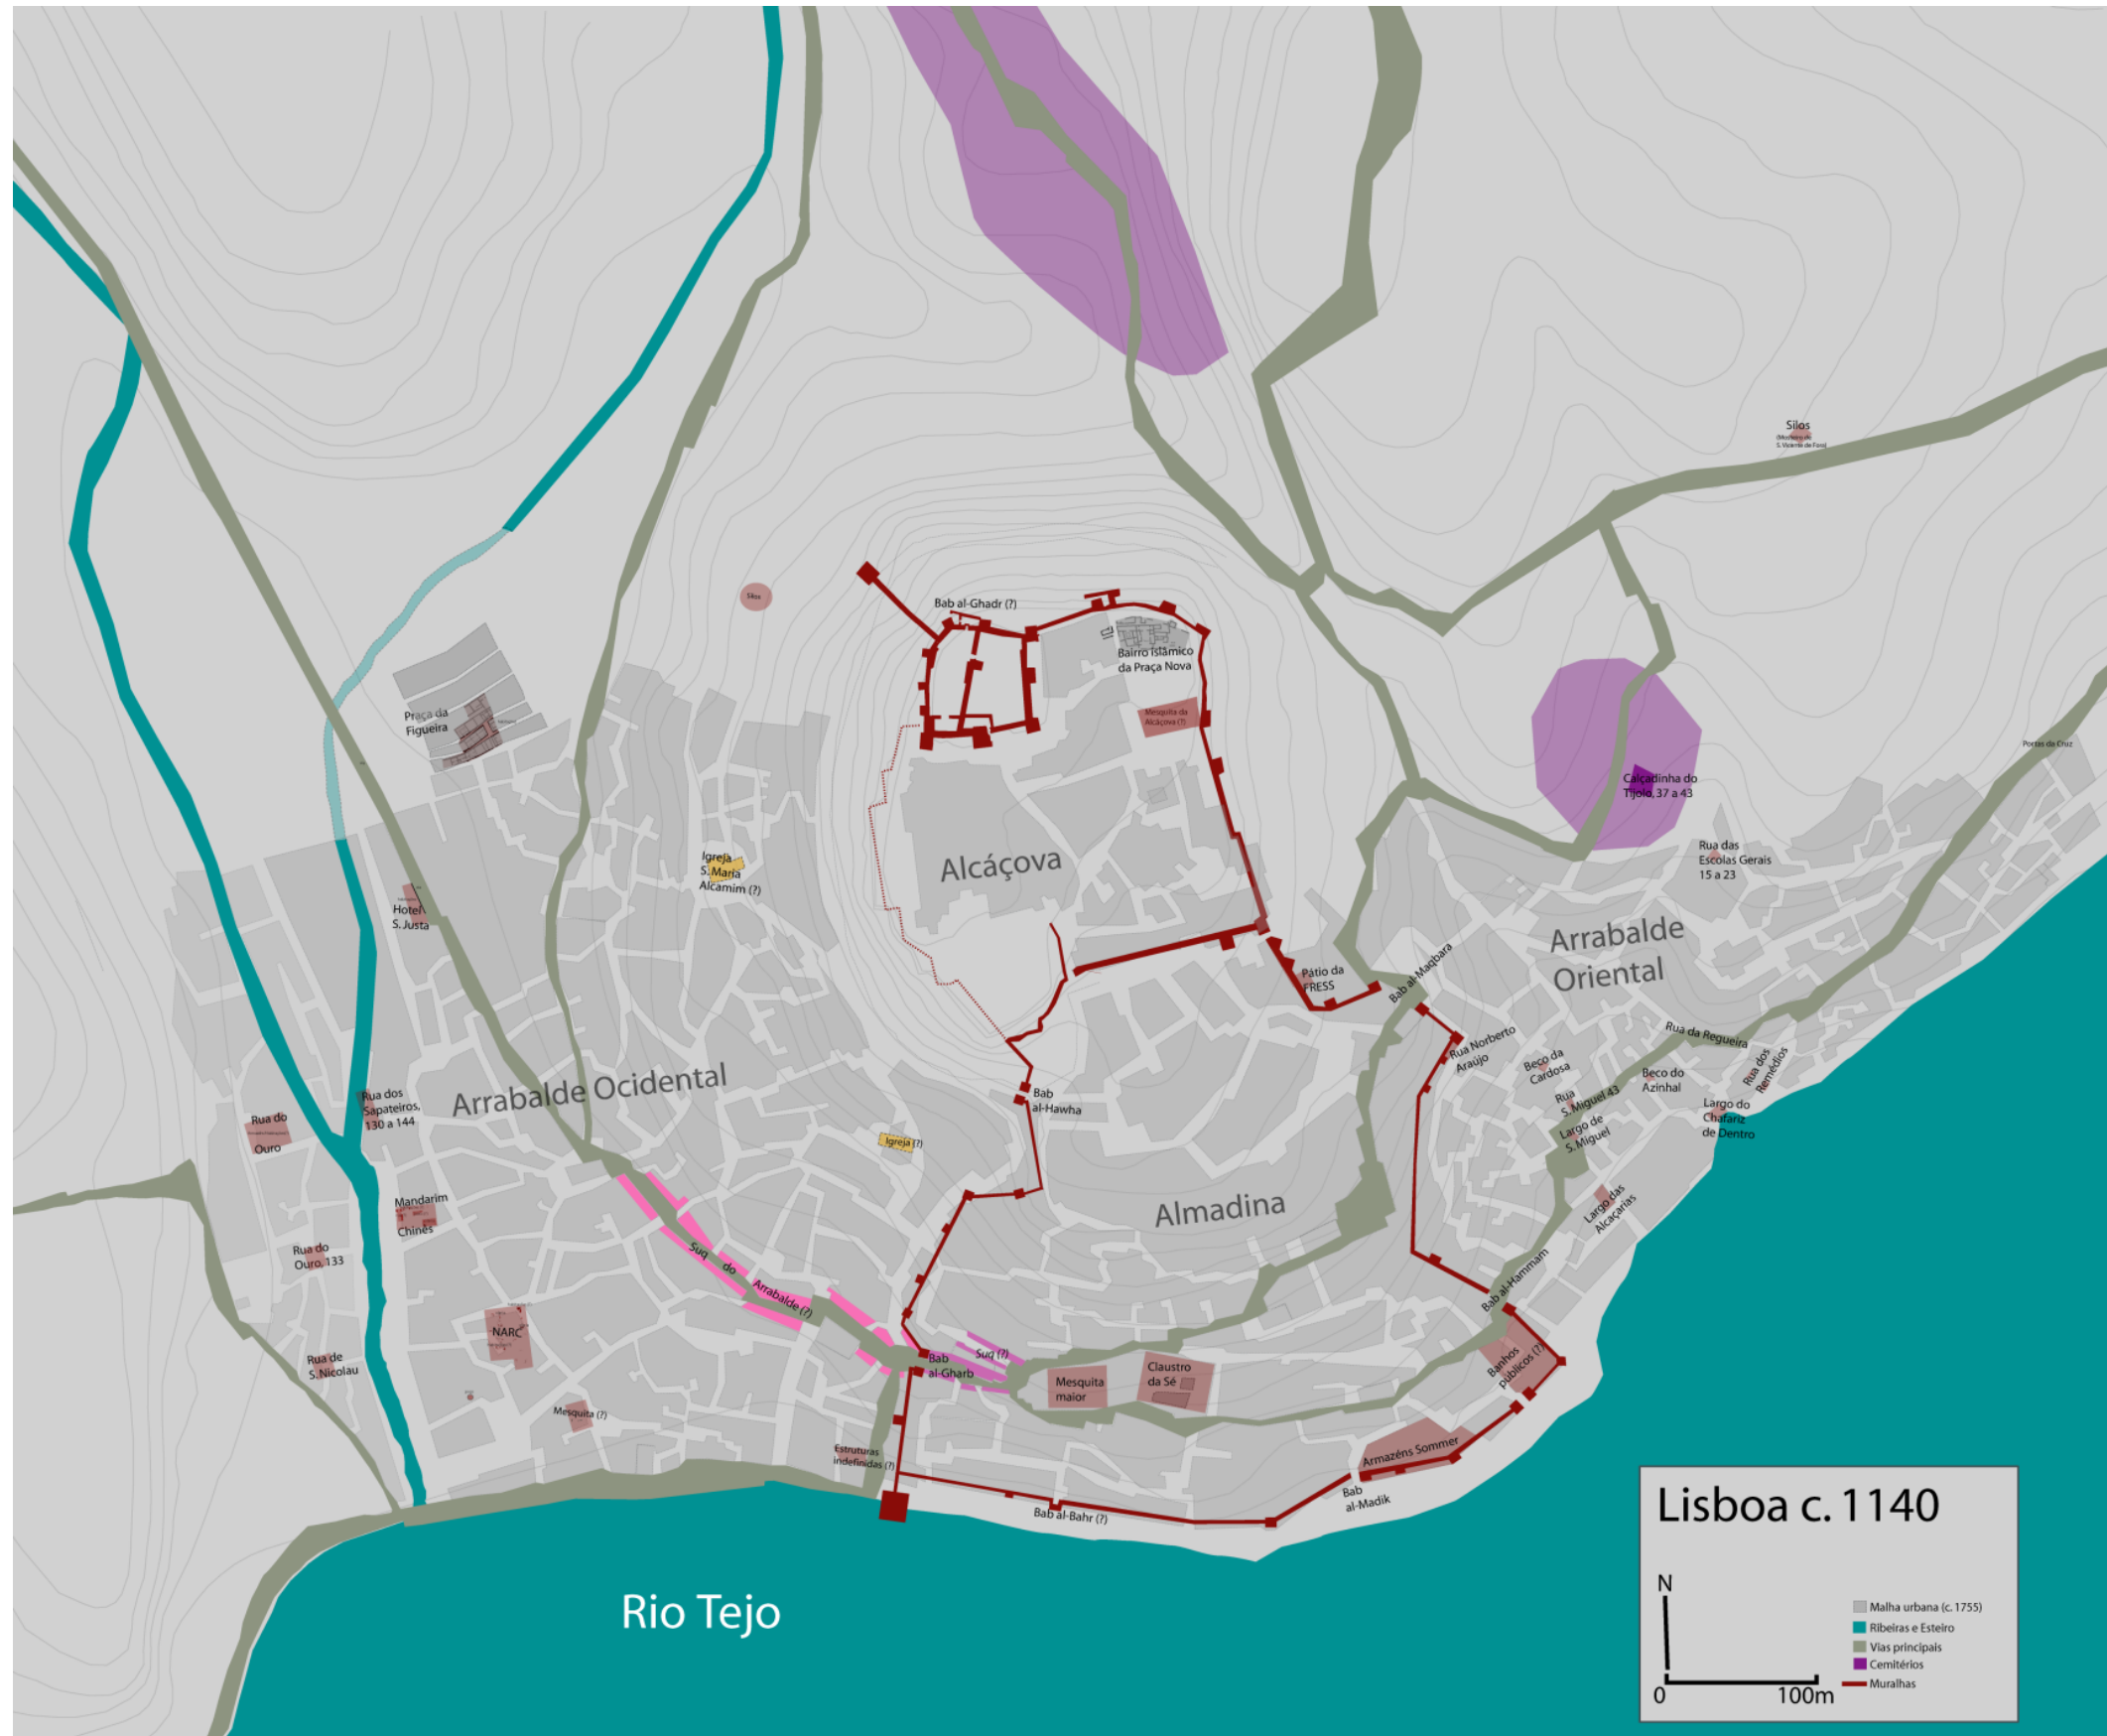 Silos
(Mosteiro de
S. Vicente de Fora)
Silos
Bab al-Ghadr (?)
Bairro islâmico
da Praça Nova
Mesquita da
Alcáçova (?)
Praça da
Figueira
Portas da Cruz
Calçadinha do
Tijolo, 37 a 43
Rua das
Escolas Gerais
15 a 23
Igreja
S. Maria
Alcamim (?)
Alcáçova
Hotel
S. Justa
Arrabalde
Oriental
Pátio da
FRESS
Bab al-Maqbara
Rua Norberto
Araújo
Rua da Regueira
Beco da
Cardosa
Beco do
Azinhal
Rua dos
Remédios
Rua
S. Miguel 43
Largo de
S. Miguel
Largo do
Chafariz
de Dentro
Largo das
Alcaçarias
Arrabalde Ocidental
Rua dos
Sapateiros,
130 a 144
Rua do
Ouro
Bab
al-Hawha
Igreja (?)
Mandarim
Chinês
Almadina
Rua do
Ouro, 133
Suq do Arrabalde (?)
Bab al-Hammam
NARC
Rua de
S. Nicolau
Suq (?)
Bab
al-Gharb
Mesquita
maior
Claustro
da Sé
Banhos
públicos (?)
Mesquita (?)
Estruturas
indefinidas (?)
Armazéns Sommer
Bab
al-Madik
Bab al-Bahr (?)
Rio Tejo
Lisboa c. 1140
N
0 100m
Malha urbana (c. 1755)
Ribeiras e Esteiro
Vias principais
Cemitérios
Muralhas